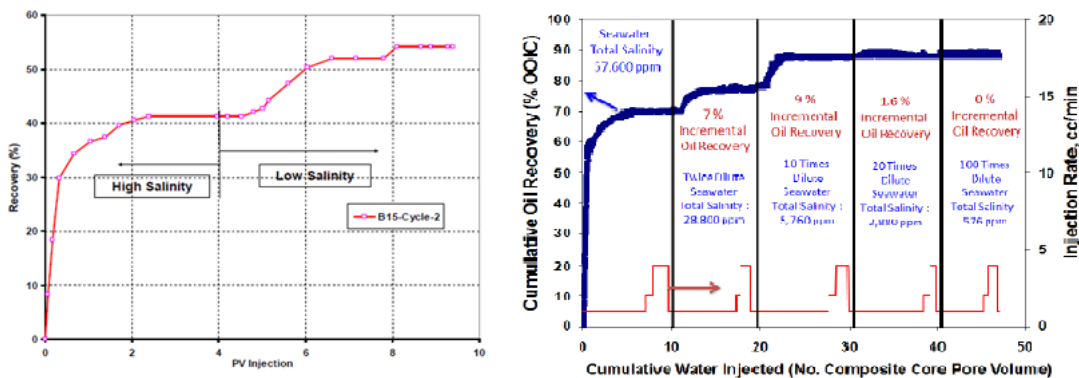 60
50
40
30
20
10
0
Recovery (%)
High Salinity
Low Salinity
B15-Cycle-2
0
2
4
6
8
10
PV Injection
Cumulative Oil Recovery (% OOIC)
100
90
80
70
60
50
40
30
20
10
0
Seawater
Total Salinity
57,600 ppm
7 %
Incremental
Oil Recovery
Twice Dilute
Seawater
Total Salinity :
28,800 ppm
9 %
Incremental
Oil Recovery
10 Times
Dilute
Seawater
Total Salinity :
5,760 ppm
1.6 %
Incremental
Oil Recovery
20 Times
Dilute
Seawater
Total Salinity :
ppm
0 %
Incremental
Oil Recovery
100 Times
Dilute
Seawater
Total Salinity
576 ppm
20
15
10
5
0
Injection Rate, cc/min
0
10
20
30
40
50
Cumulative Water Injected (No. Composite Core Pore Volume)